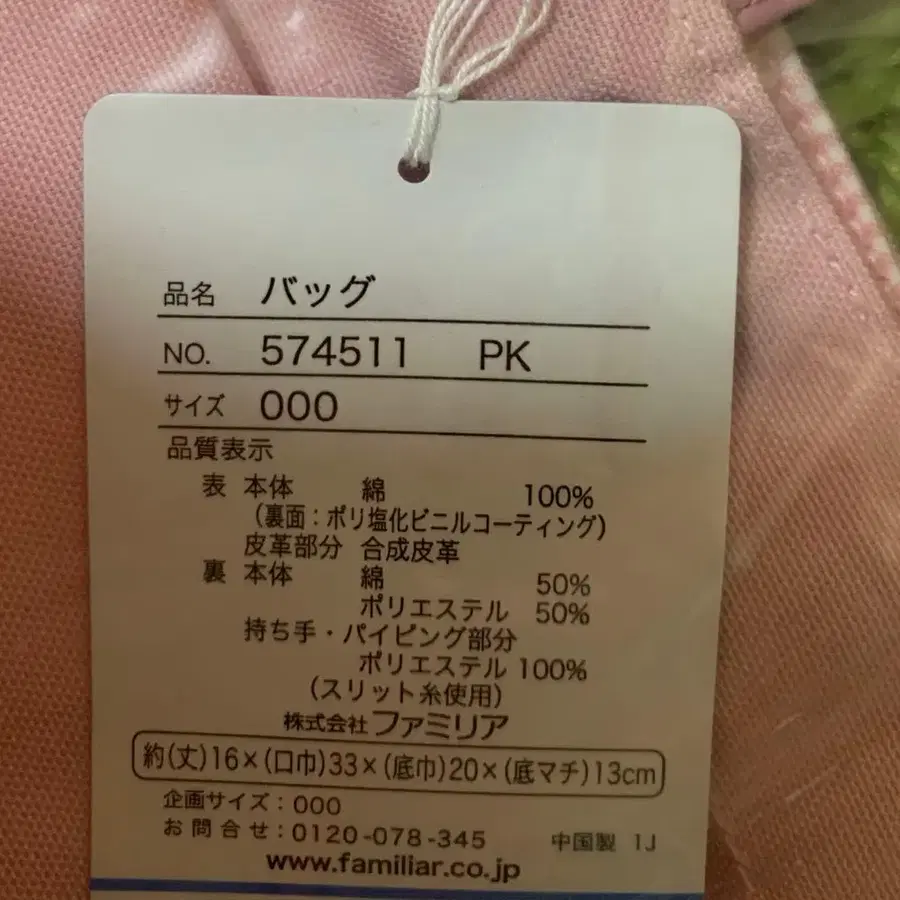 品名 バッグ
NO. 574511 PK
サイズ 000
品質表示
表 本体 綿 100%
(裏面:ポリ塩化ビニルコーティング)
皮革部分 合成皮革
裏 本体 綿 50%
ポリエステル 50%
持ち手・パイピング部分
ポリエステル 100%
(スリット糸使用)
株式会社ファミリア
約(丈)16×(口巾)33×(底巾)20×(底マチ)13cm
企画サイズ:000
お問合せ:0120-078-345 中国製 1J
www.familiar.co.jp